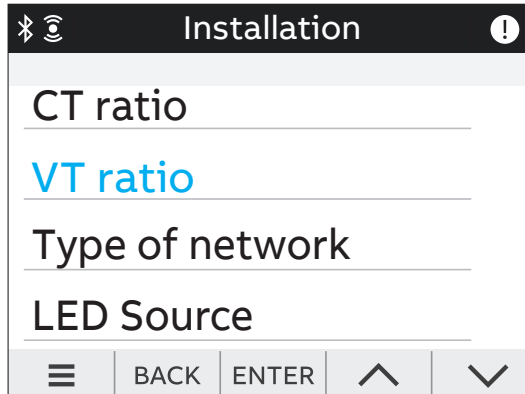 Installation
CT ratio
VT ratio
Type of network
LED Source
BACK ENTER